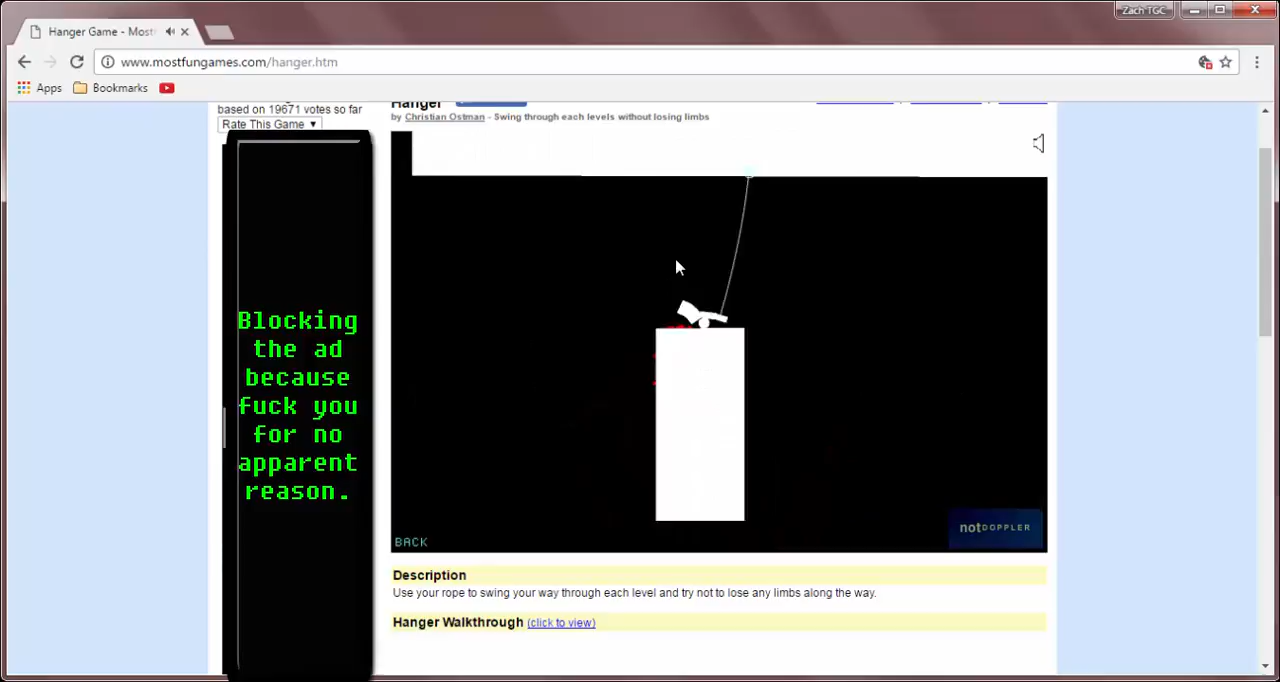 Zach TGC
Hanger Game - Most
www.mostfungames.com/hanger.htm
Apps Bookmarks
based on 19671 votes so far
Rate This Game ▼
Hanger
by Christian Ostman - Swing through each levels without losing limbs
Blocking
the ad
because
fuck you
for no
apparent
reason.
BACK
notDOPPLER
Description
Use your rope to swing your way through each level and try not to lose any limbs along the way.
Hanger Walkthrough (click to view)